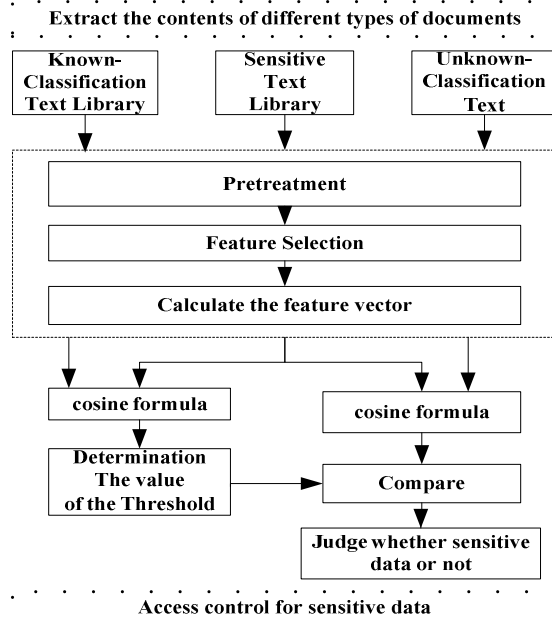 Extract the contents of different types of documents
Known-
Classification
Text Library
Sensitive
Text
Library
Unknown-
Classification
Text
Pretreatment
Feature Selection
Calculate the feature vector
cosine formula
cosine formula
Determination
The value
of the Threshold
Compare
Judge whether sensitive
data or not
Access control for sensitive data